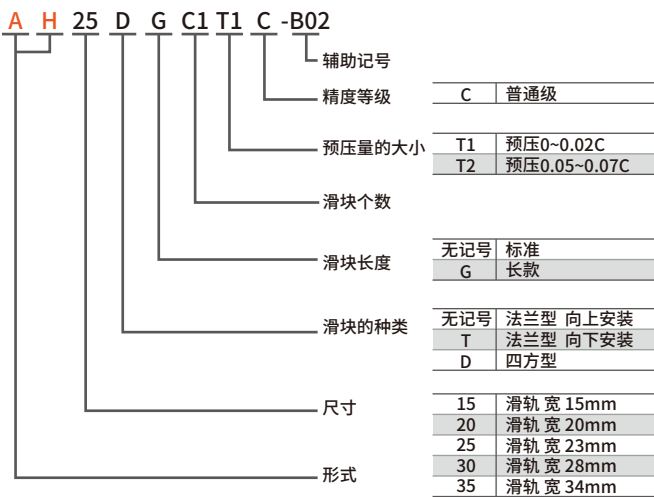 A H 25 D G C1 T1 C -B02
辅助记号
精度等级
C 普通级
预压量的大小
T1 预压0~0.02C
T2 预压0.05~0.07C
滑块个数
滑块长度
无记号 标准
G 长款
滑块的种类
无记号 法兰型 向上安装
T 法兰型 向下安装
D 四方型
尺寸
15 滑轨 宽 15mm
20 滑轨 宽 20mm
25 滑轨 宽 23mm
30 滑轨 宽 28mm
35 滑轨 宽 34mm
形式